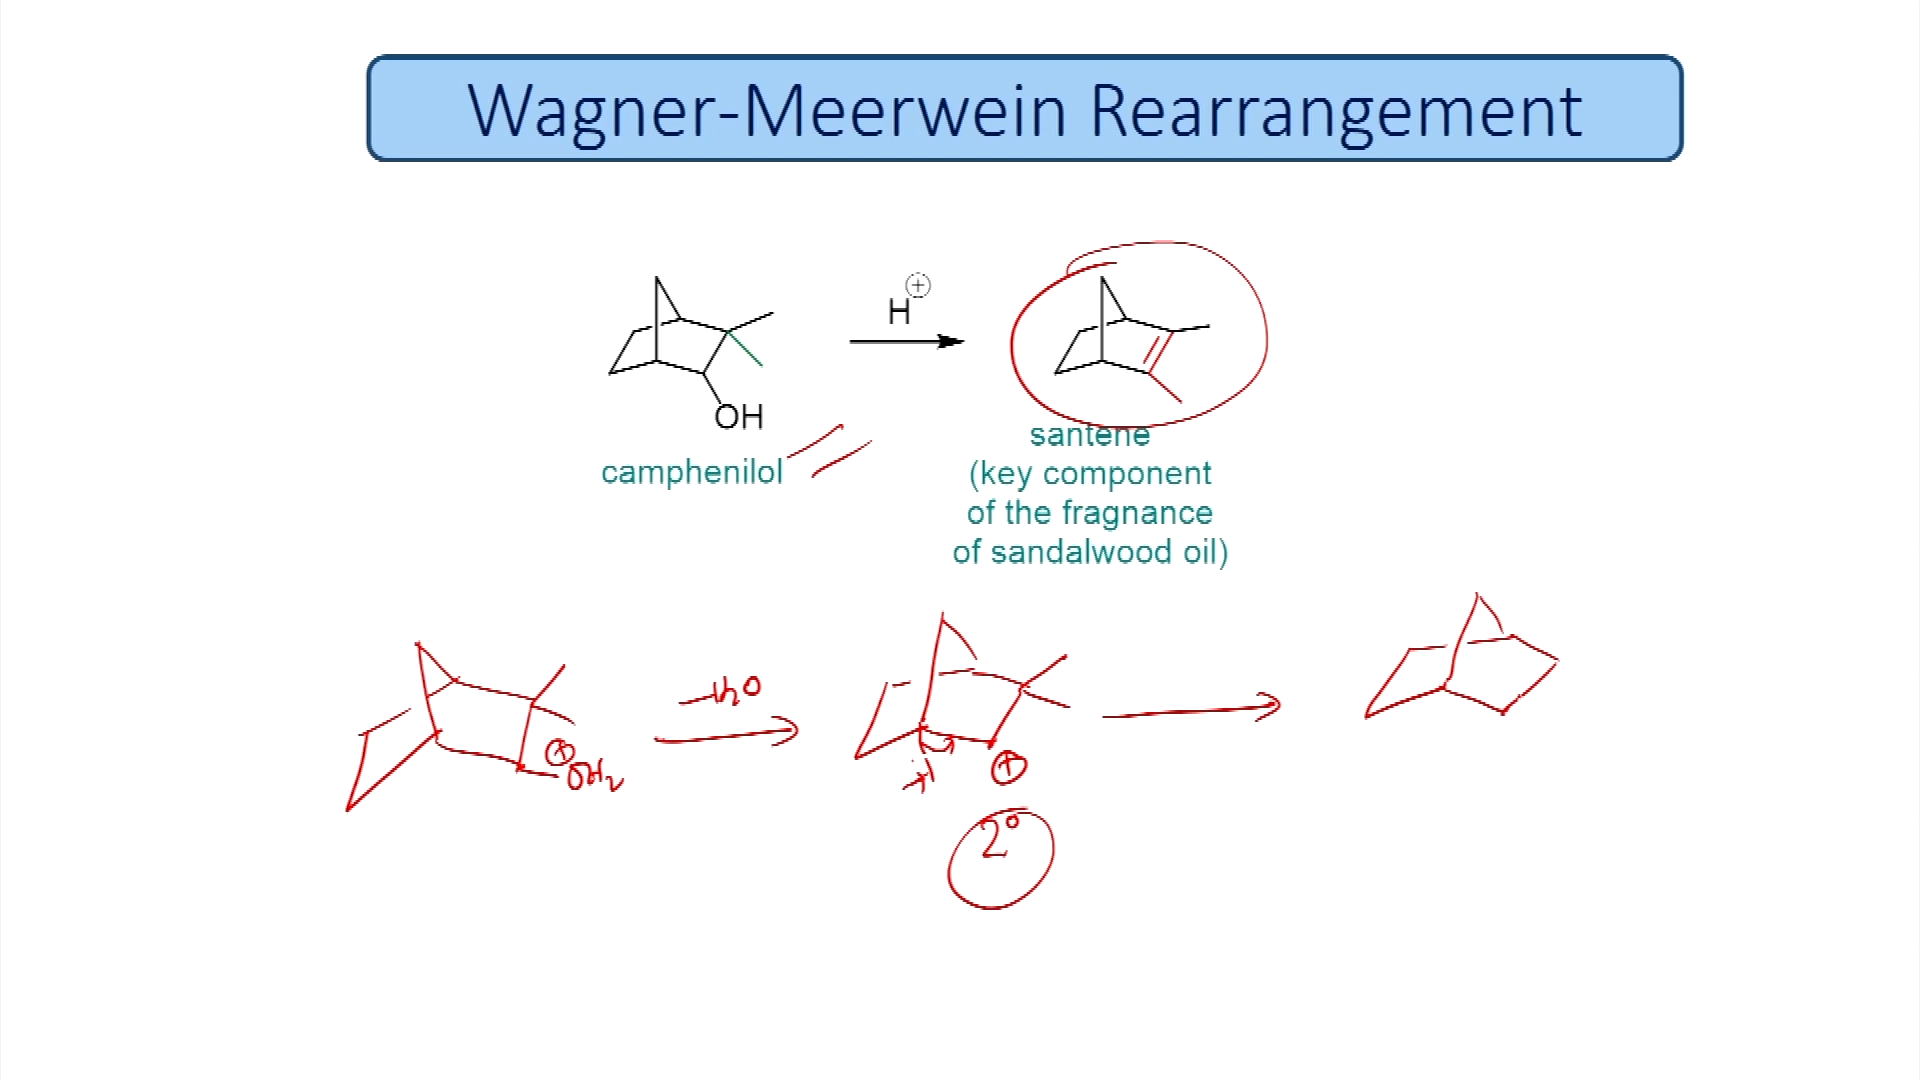 Wagner-Meerwein Rearrangement
H⊕
OH
camphenilol
santene
(key component
of the fragnance
of sandalwood oil)
-H₂O
⊕
OH₂
H
⊕
2°